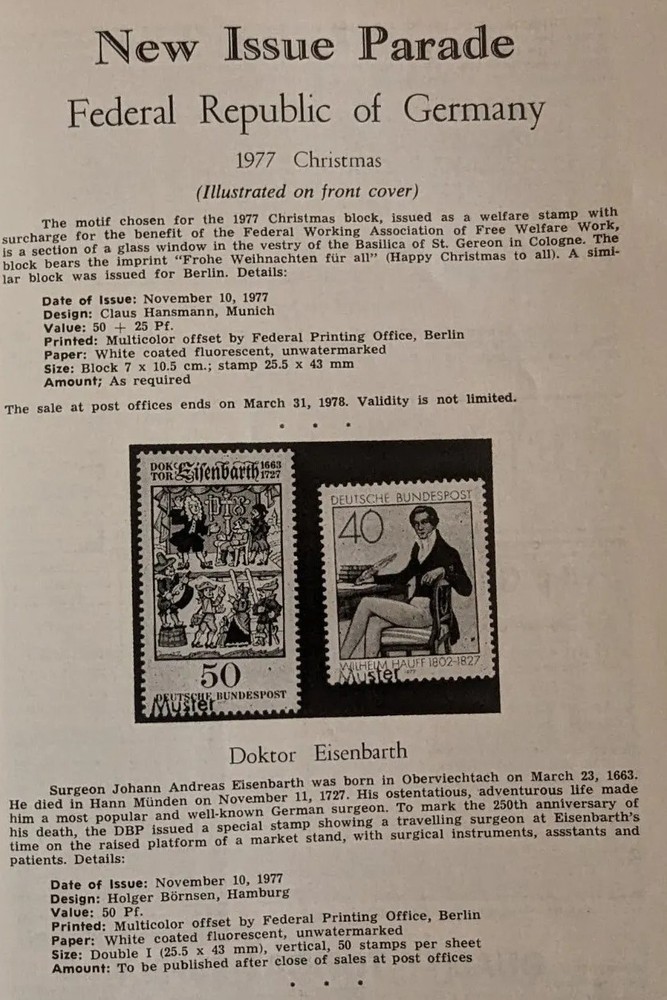 New Issue Parade
Federal Republic of Germany
1977 Christmas
(Illustrated on front cover)
The motif chosen for the 1977 Christmas block, issued as a welfare stamp with
surcharge for the benefit of the Federal Working Association of Free Welfare Work,
is a section of a glass window in the vestry of the Basilica of St. Gereon in Cologne. The
block bears the imprint "Frohe Weihnachten für all" (Happy Christmas to all). A simi-
lar block was issued for Berlin. Details:
Date of Issue: November 10, 1977
Design: Claus Hansmann, Munich
Value: 50 + 25 Pf.
Printed: Multicolor offset by Federal Printing Office, Berlin
Paper: White coated fluorescent, unwatermarked
Size: Block 7 x 10.5 cm.; stamp 25.5 x 43 mm
Amount; As required
The sale at post offices ends on March 31, 1978. Validity is not limited.
• • •
DOK-
TOR Eisenbarth 1663
1727
50
DEUTSCHE BUNDESPOST
Muster
DEUTSCHE BUNDESPOST
40
WILHELM HAUFF 1802-1827
Muster
Doktor Eisenbarth
Surgeon Johann Andreas Eisenbarth was born in Oberviechtach on March 23, 1663.
He died in Hann Münden on November 11, 1727. His ostentatious, adventurous life made
him a most popular and well-known German surgeon. To mark the 250th anniversary of
his death, the DBP issued a special stamp showing a travelling surgeon at Eisenbarth's
time on the raised platform of a market stand, with surgical instruments, assstants and
patients. Details:
Date of Issue: November 10, 1977
Design: Holger Börnsen, Hamburg
Value: 50 Pf.
Printed: Multicolor offset by Federal Printing Office, Berlin
Paper: White coated fluorescent, unwatermarked
Size: Double I (25.5 x 43 mm), vertical, 50 stamps per sheet
Amount: To be published after close of sales at post offices
• • •